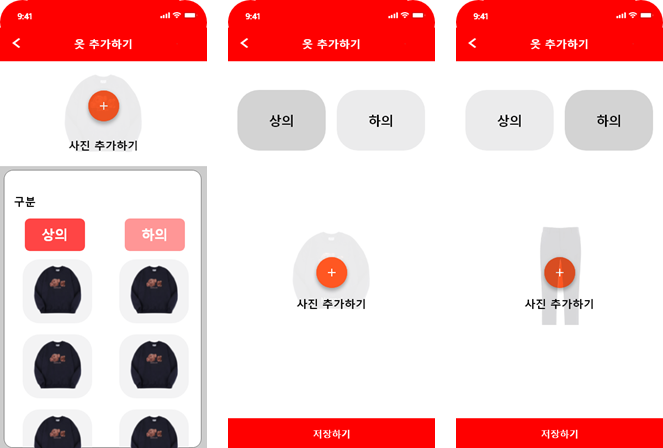 9:41
옷 추가하기
사진 추가하기
구분
상의
하의
9:41
옷 추가하기
상의
하의
사진 추가하기
저장하기
9:41
옷 추가하기
상의
하의
사진 추가하기
저장하기